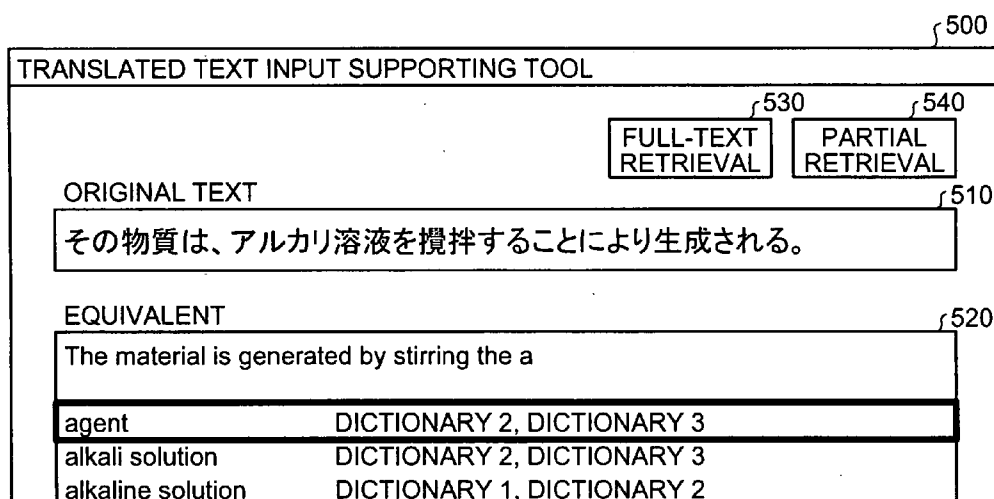 500
TRANSLATED TEXT INPUT SUPPORTING TOOL
530 540
FULL-TEXT RETRIEVAL PARTIAL RETRIEVAL
ORIGINAL TEXT 510
その物質は、アルカリ溶液を攪拌することにより生成される。
EQUIVALENT 520
The material is generated by stirring the a
agent DICTIONARY 2, DICTIONARY 3
alkali solution DICTIONARY 2, DICTIONARY 3
alkaline solution DICTIONARY 1, DICTIONARY 2